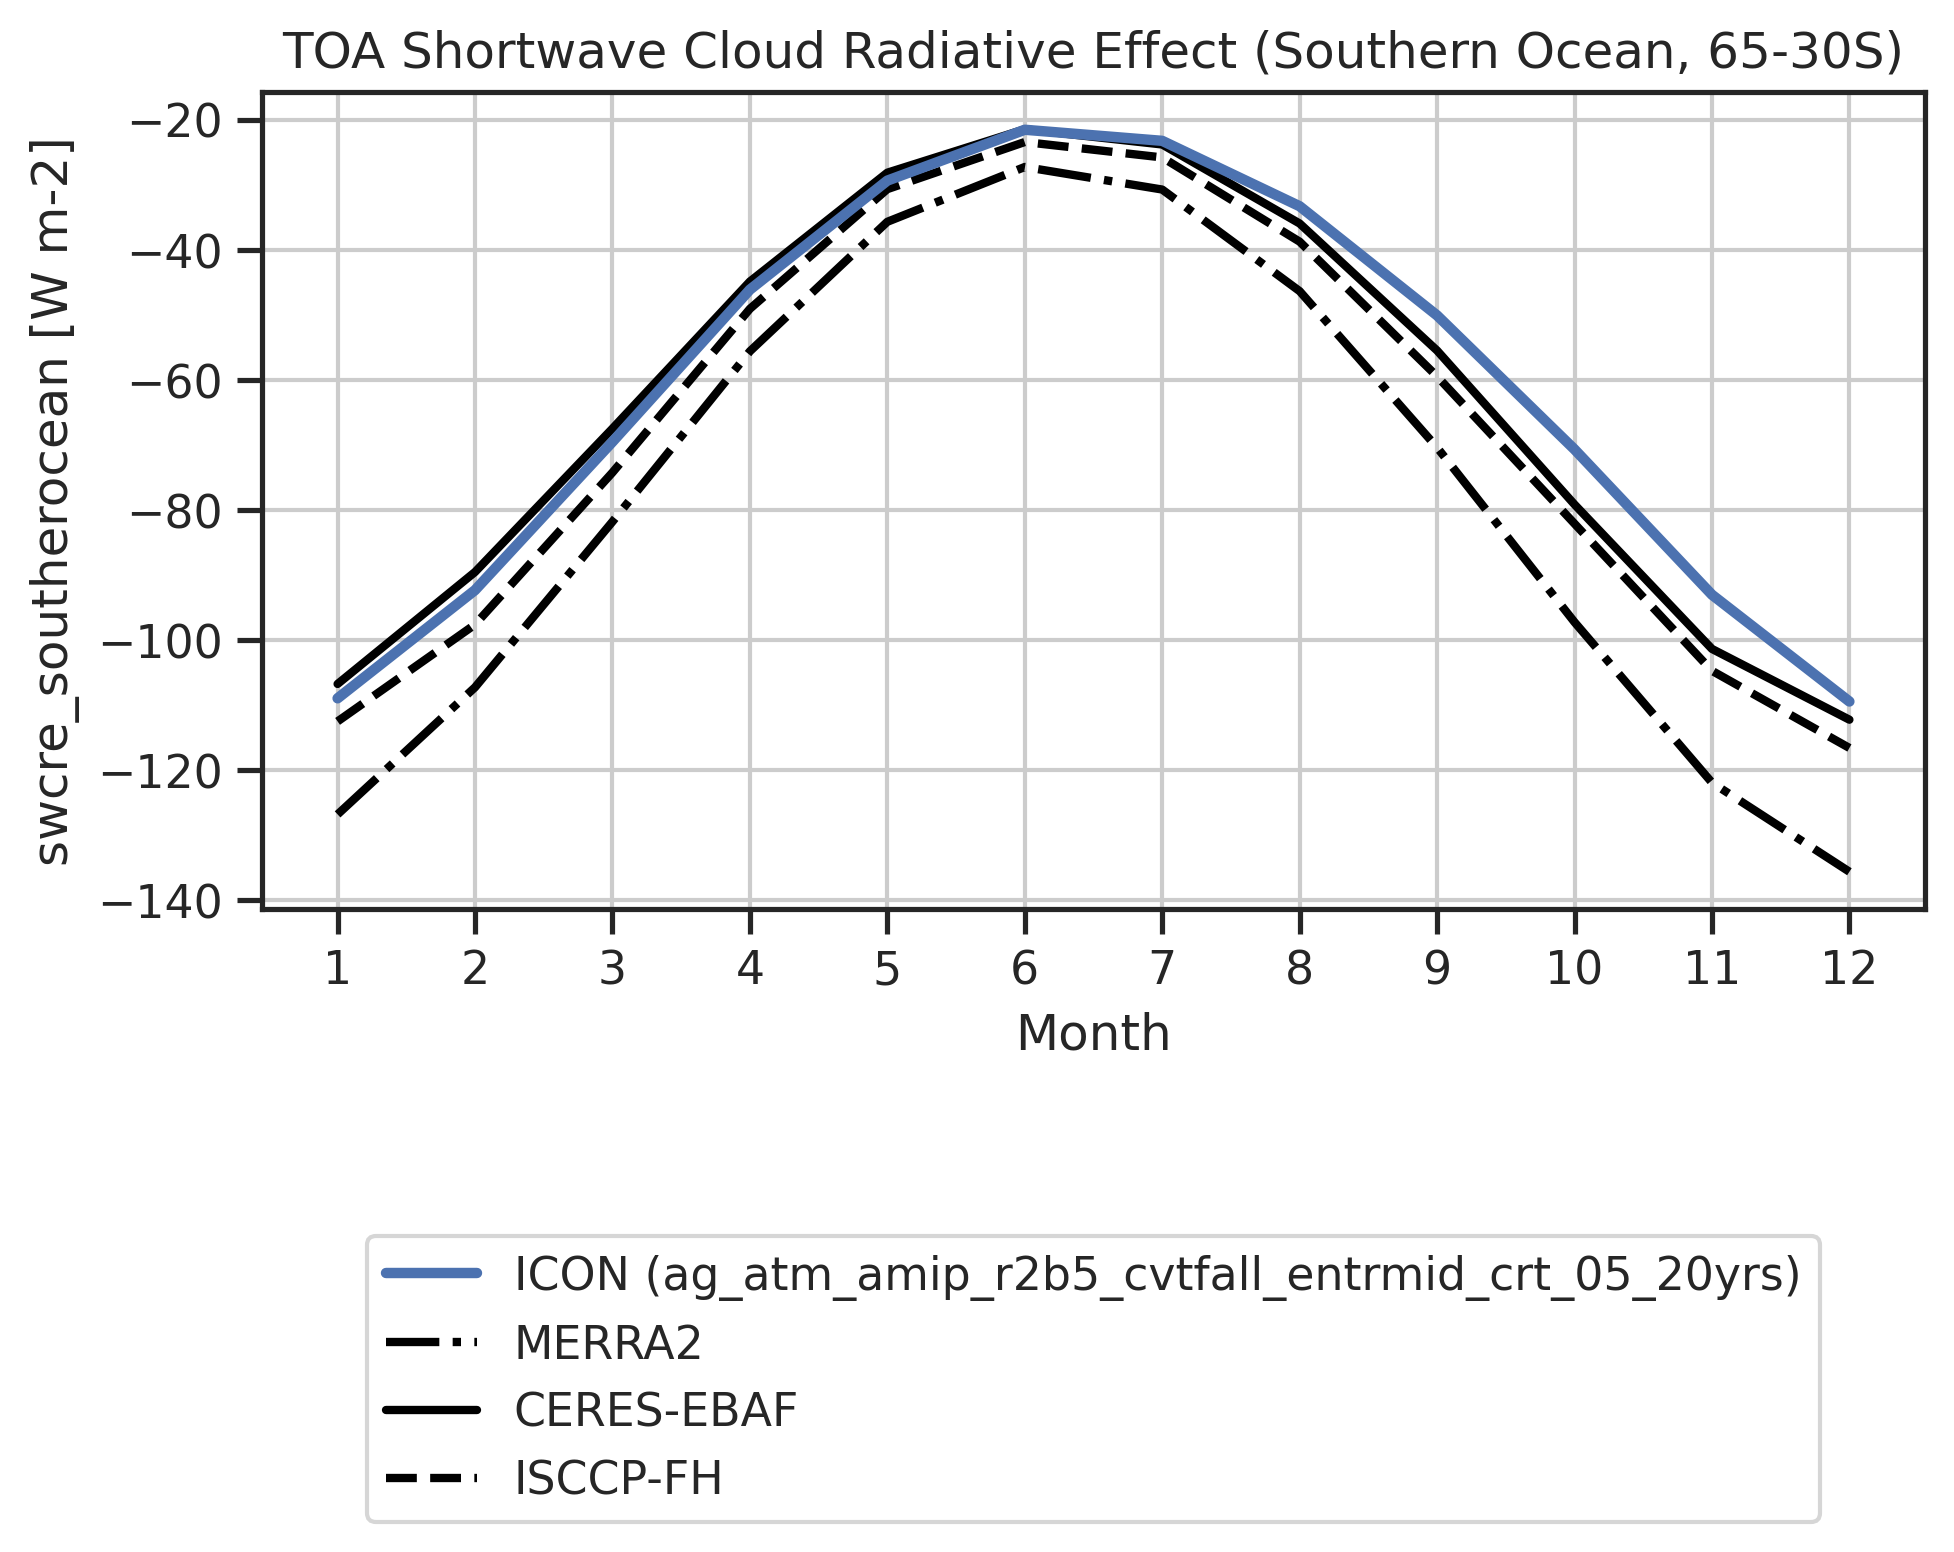 TOA Shortwave Cloud Radiative Effect (Southern Ocean, 65-30S)
swcre_southerocean [W m-2]
−20
−40
−60
−80
−100
−120
−140
1 2 3 4 5 6 7 8 9 10 11 12
Month
ICON (ag_atm_amip_r2b5_cvtfall_entrmid_crt_05_20yrs)
MERRA2
CERES-EBAF
ISCCP-FH